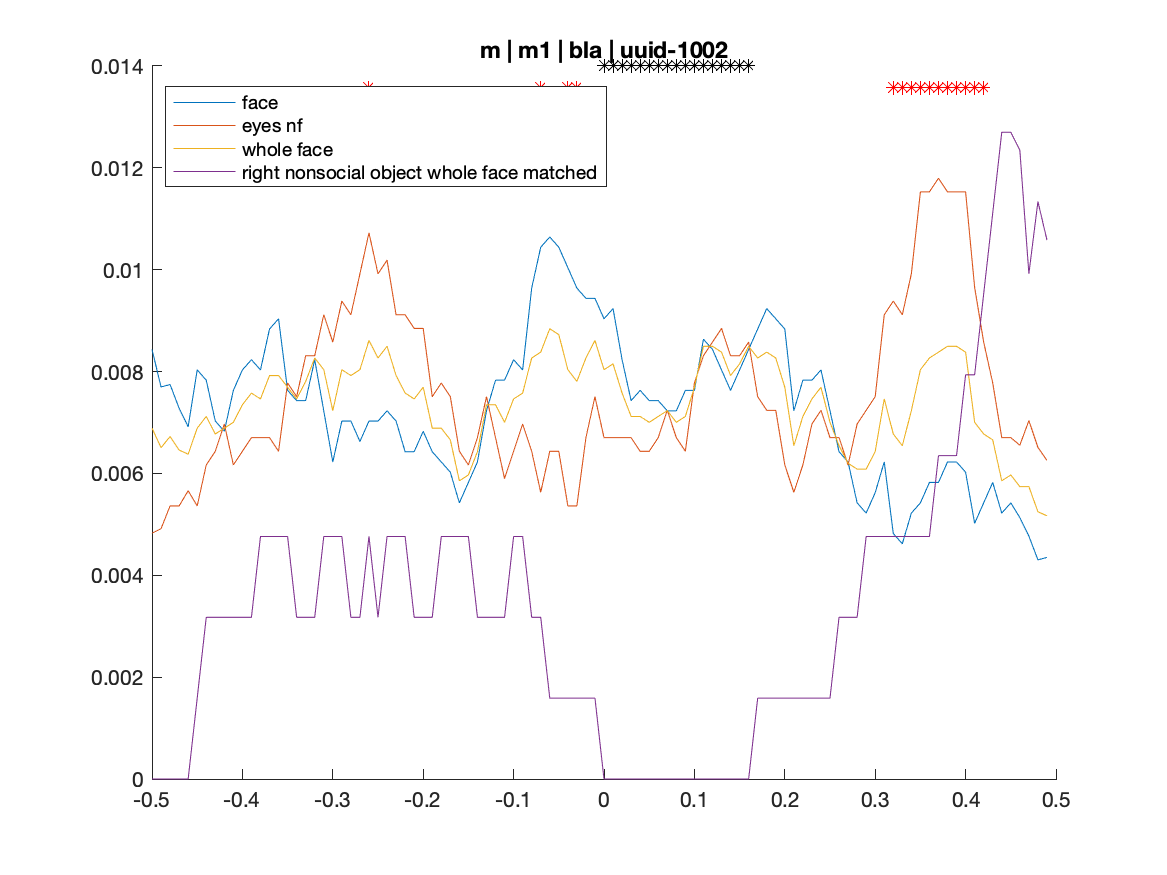 m | m1 | bla | uuid-1002
0.014
0.012
0.01
0.008
0.006
0.004
0.002
0
face
eyes nf
whole face
right nonsocial object whole face matched
-0.5 -0.4 -0.3 -0.2 -0.1 0 0.1 0.2 0.3 0.4 0.5